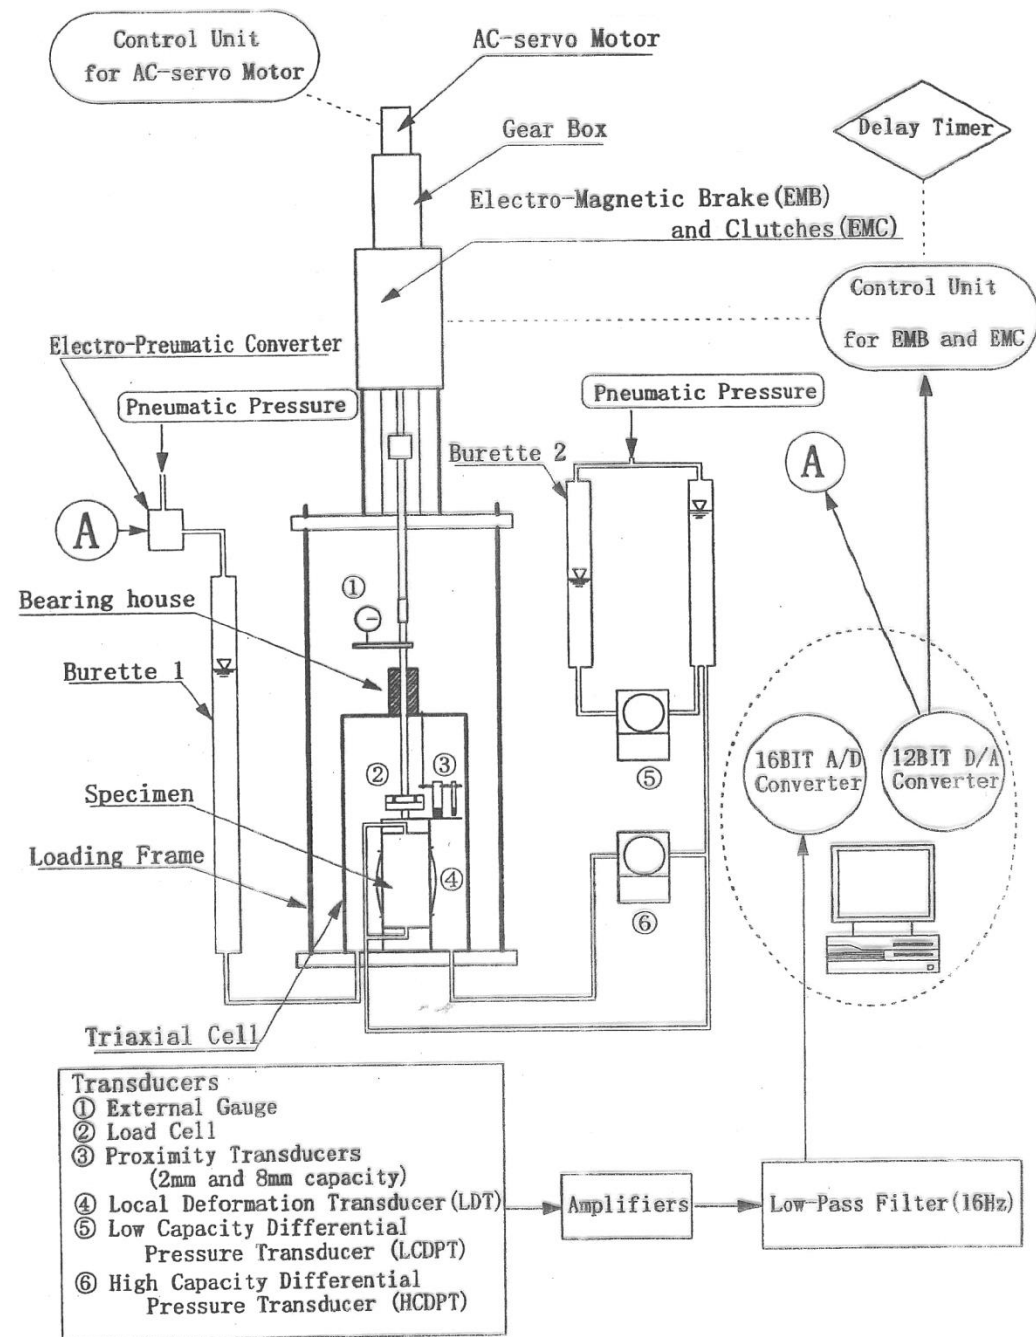 Control Unit
for AC-servo Motor
AC-servo Motor
Gear Box
Delay Timer
Electro-Magnetic Brake(EMB)
and Clutches(EMC)
Control Unit
for EMB and EMC
Electro-Preumatic Converter
Pneumatic Pressure
Pneumatic Pressure
Burette 2
A
A
①
Bearing house
Burette 1
②
③
⑤
16BIT A/D
Converter
12BIT D/A
Converter
Specimen
Loading Frame
④
⑥
Triaxial Cell
Transducers
① External Gauge
② Load Cell
③ Proximity Transducers
(2mm and 8mm capacity)
④ Local Deformation Transducer(LDT)
⑤ Low Capacity Differential
Pressure Transducer (LCDPT)
⑥ High Capacity Differential
Pressure Transducer (HCDPT)
Amplifiers
Low-Pass Filter(16Hz)